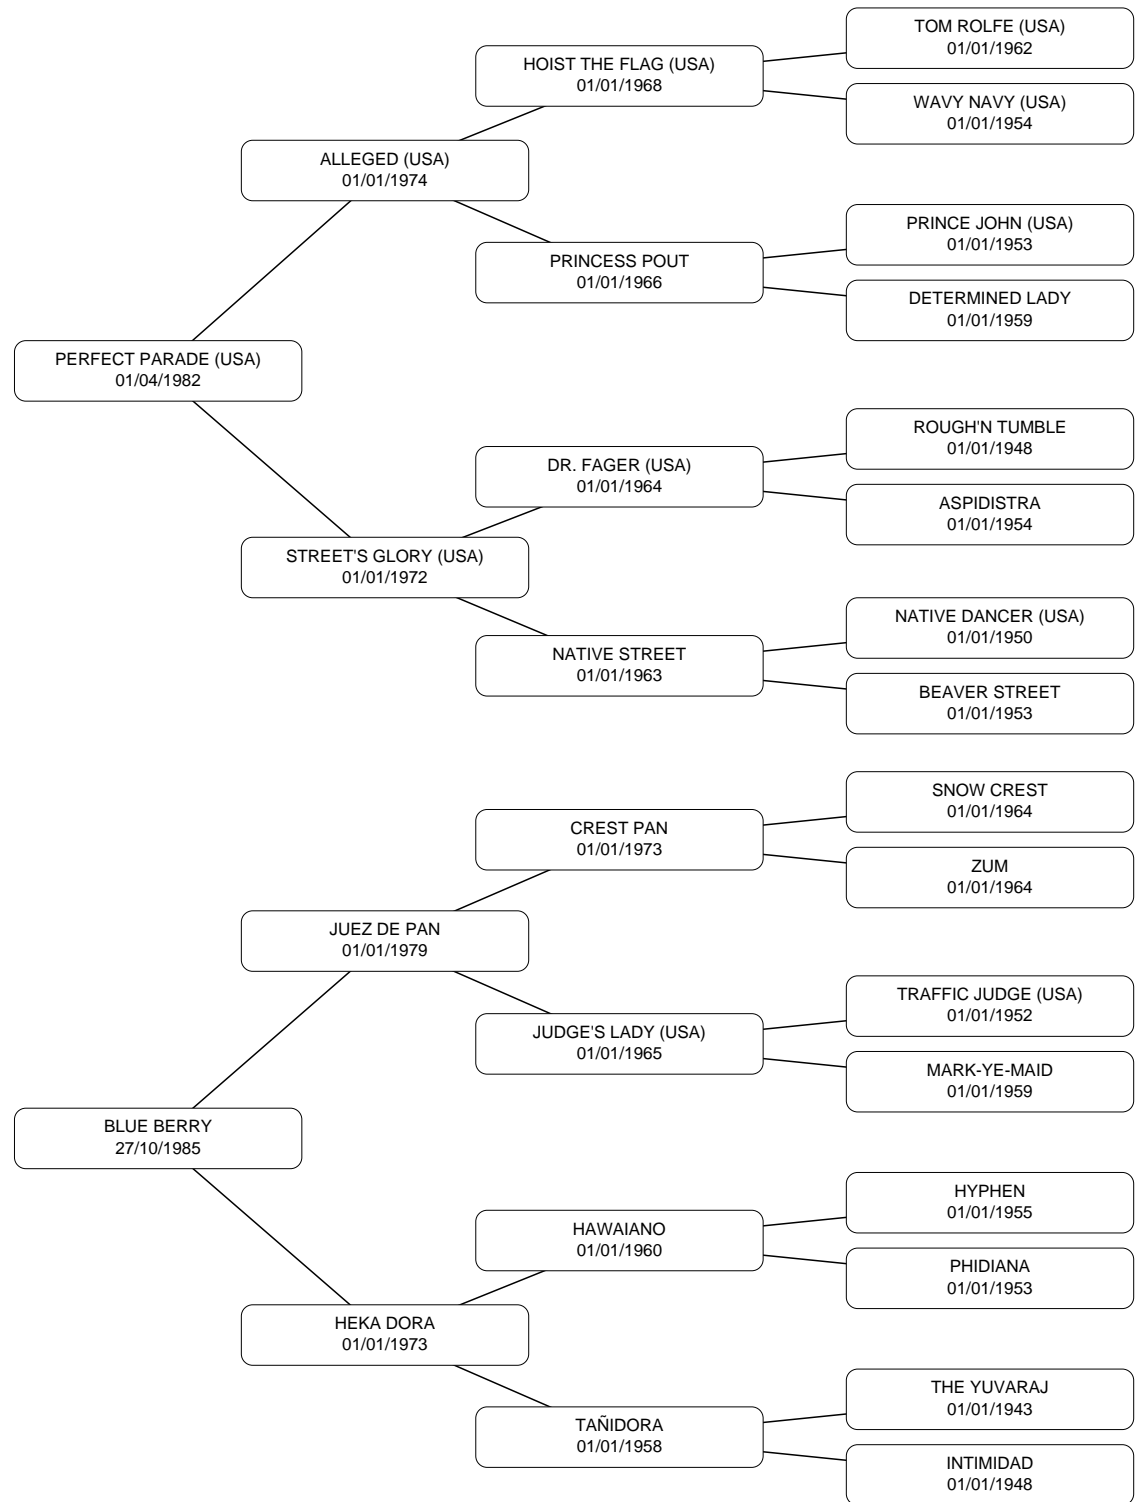 TOM ROLFE (USA)
01/01/1962
HOIST THE FLAG (USA)
01/01/1968
WAVY NAVY (USA)
01/01/1954
ALLEGED (USA)
01/01/1974
PRINCE JOHN (USA)
01/01/1953
PRINCESS POUT
01/01/1966
DETERMINED LADY
01/01/1959
PERFECT PARADE (USA)
01/04/1982
ROUGH'N TUMBLE
01/01/1948
DR. FAGER (USA)
01/01/1964
ASPIDISTRA
01/01/1954
STREET'S GLORY (USA)
01/01/1972
NATIVE DANCER (USA)
01/01/1950
NATIVE STREET
01/01/1963
BEAVER STREET
01/01/1953
SNOW CREST
01/01/1964
CREST PAN
01/01/1973
ZUM
01/01/1964
JUEZ DE PAN
01/01/1979
TRAFFIC JUDGE (USA)
01/01/1952
JUDGE'S LADY (USA)
01/01/1965
MARK-YE-MAID
01/01/1959
BLUE BERRY
27/10/1985
HYPHEN
01/01/1955
HAWAIANO
01/01/1960
PHIDIANA
01/01/1953
HEKA DORA
01/01/1973
THE YUVARAJ
01/01/1943
TAÑIDORA
01/01/1958
INTIMIDAD
01/01/1948